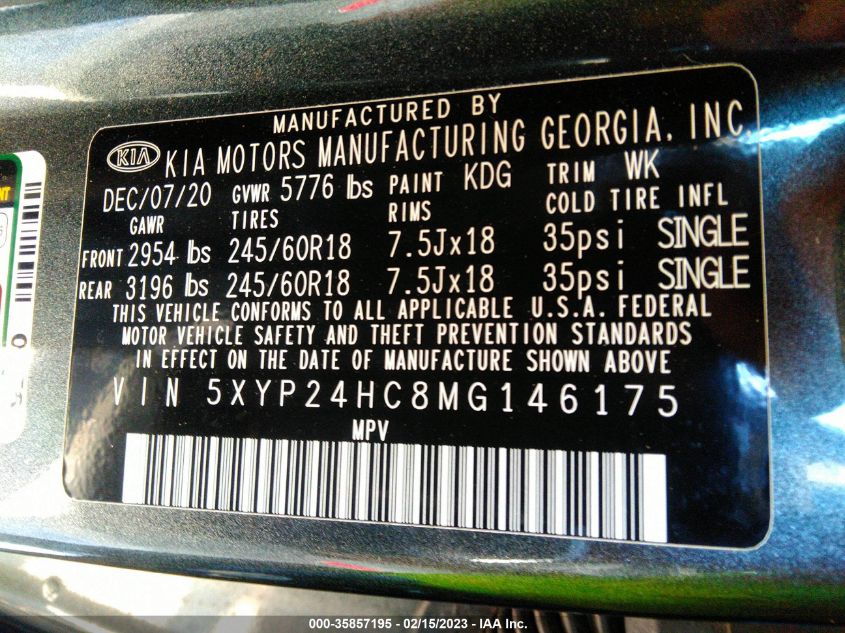 MANUFACTURED BY
KIA KIA MOTORS MANUFACTURING GEORGIA, INC.
DEC/07/20 GVWR 5776 lbs PAINT KDG TRIM WK
GAWR TIRES RIMS COLD TIRE INFL
FRONT 2954 lbs 245/60R18 7.5Jx18 35psi SINGLE
REAR 3196 lbs 245/60R18 7.5Jx18 35psi SINGLE
THIS VEHICLE CONFORMS TO ALL APPLICABLE U.S.A. FEDERAL
MOTOR VEHICLE SAFETY AND THEFT PREVENTION STANDARDS
IN EFFECT ON THE DATE OF MANUFACTURE SHOWN ABOVE
VIN 5XYP24HC8MG146175
MPV
000-35857195 - 02/15/2023 - IAA Inc.